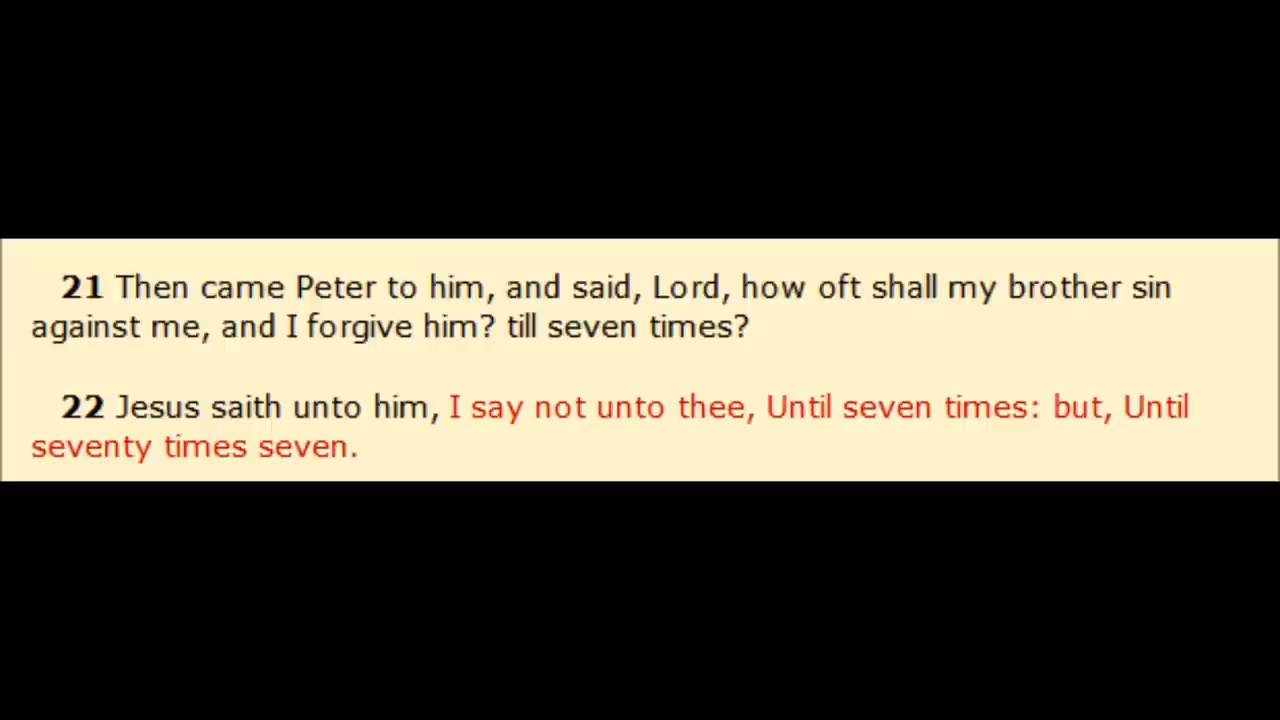 21 Then came Peter to him, and said, Lord, how oft shall my brother sin
against me, and I forgive him? till seven times?
22 Jesus saith unto him, I say not unto thee, Until seven times: but, Until
seventy times seven.